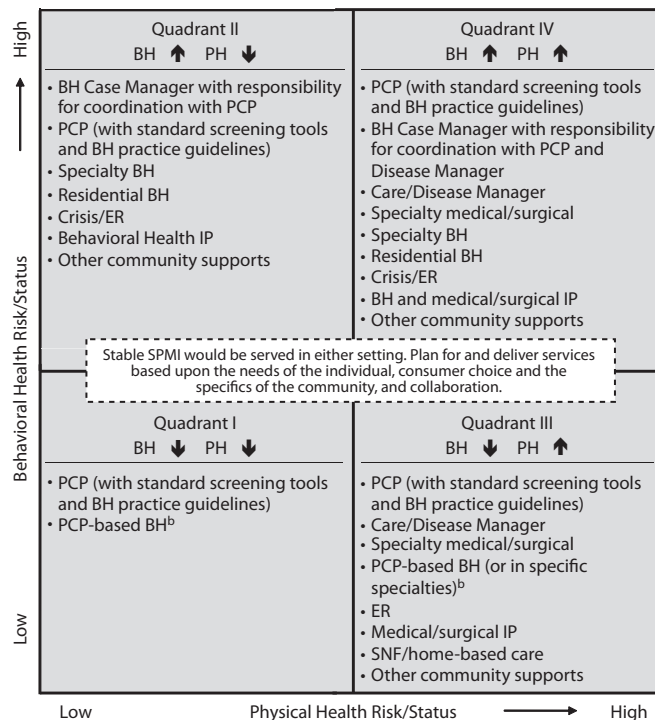 High
Behavioral Health Risk/Status
Low
Quadrant II
BH ↑ PH ↓
• BH Case Manager with responsibility
for coordination with PCP
• PCP (with standard screening tools
and BH practice guidelines)
• Specialty BH
• Residential BH
• Crisis/ER
• Behavioral Health IP
• Other community supports
Quadrant IV
BH ↑ PH ↑
• PCP (with standard screening tools
and BH practice guidelines)
• BH Case Manager with responsibility
for coordination with PCP and
Disease Manager
• Care/Disease Manager
• Specialty medical/surgical
• Specialty BH
• Residential BH
• Crisis/ER
• BH and medical/surgical IP
• Other community supports
Stable SPMI would be served in either setting. Plan for and deliver services
based upon the needs of the individual, consumer choice and the
specifics of the community, and collaboration.
Quadrant I
BH ↓ PH ↓
• PCP (with standard screening tools
and BH practice guidelines)
• PCP-based BHᵇ
Quadrant III
BH ↓ PH ↑
• PCP (with standard screening tools
and BH practice guidelines)
• Care/Disease Manager
• Specialty medical/surgical
• PCP-based BH (or in specific
specialties)ᵇ
• ER
• Medical/surgical IP
• SNF/home-based care
• Other community supports
Low Physical Health Risk/Status High